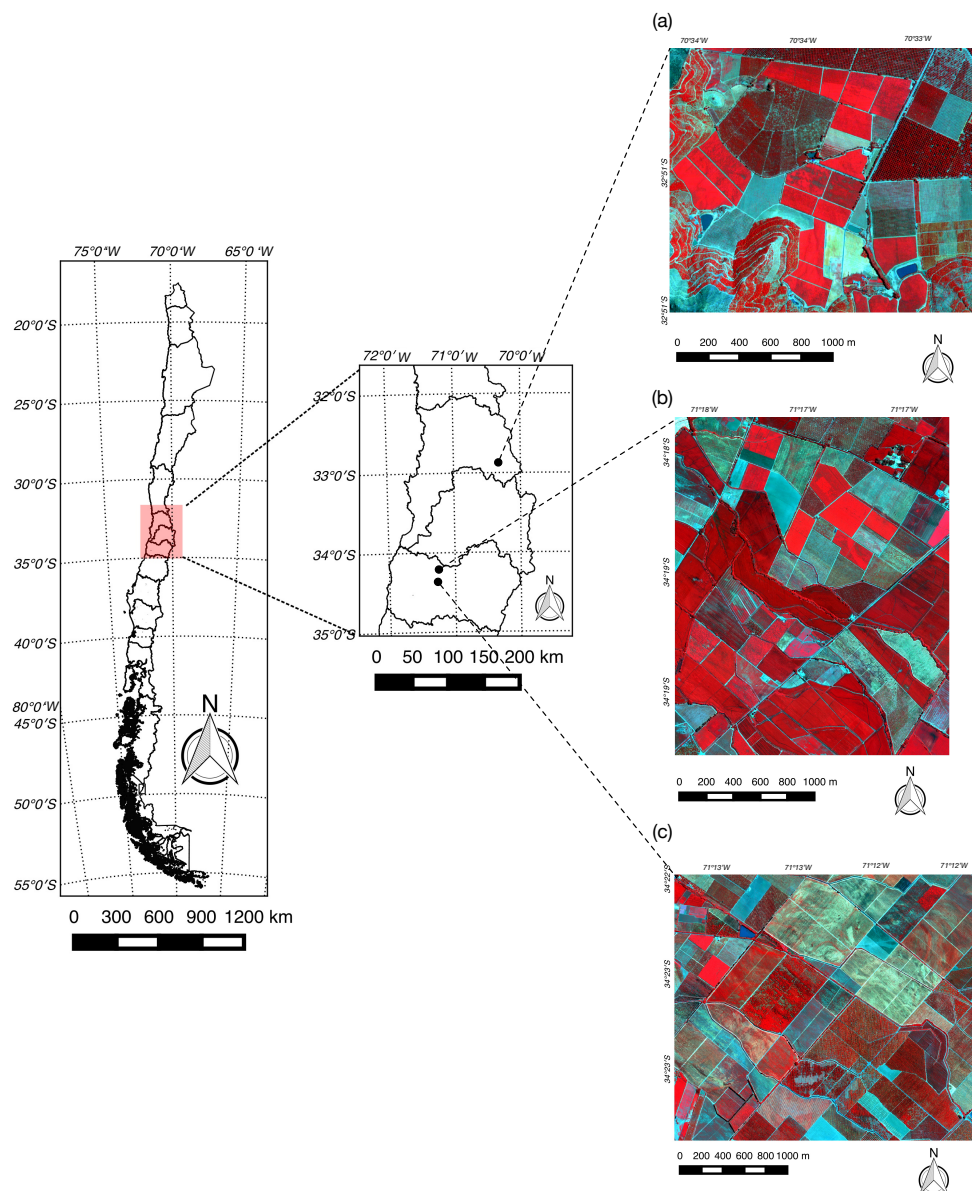 (a)
70°34'W 70°34'W 70°33'W
32°51'S
32°51'S
0 200 400 600 800 1000 m
N
75°0'W 70°0'W 65°0'W
20°0'S
25°0'S
30°0'S
35°0'S
40°0'S
80°0'W
45°0'S
50°0'S
55°0'S
N
0 300 600 900 1200 km
72°0'W 71°0'W 70°0'W
32°0'S
33°0'S
34°0'S
35°0'S
N
0 50 100 150 200 km
(b)
71°18'W 71°17'W 71°17'W
34°18'S
34°19'S
34°19'S
0 200 400 600 800 1000 m
N
(c)
71°13'W 71°13'W 71°12'W 71°12'W
34°22'S
34°23'S
34°23'S
0 200 400 600 800 1000 m
N